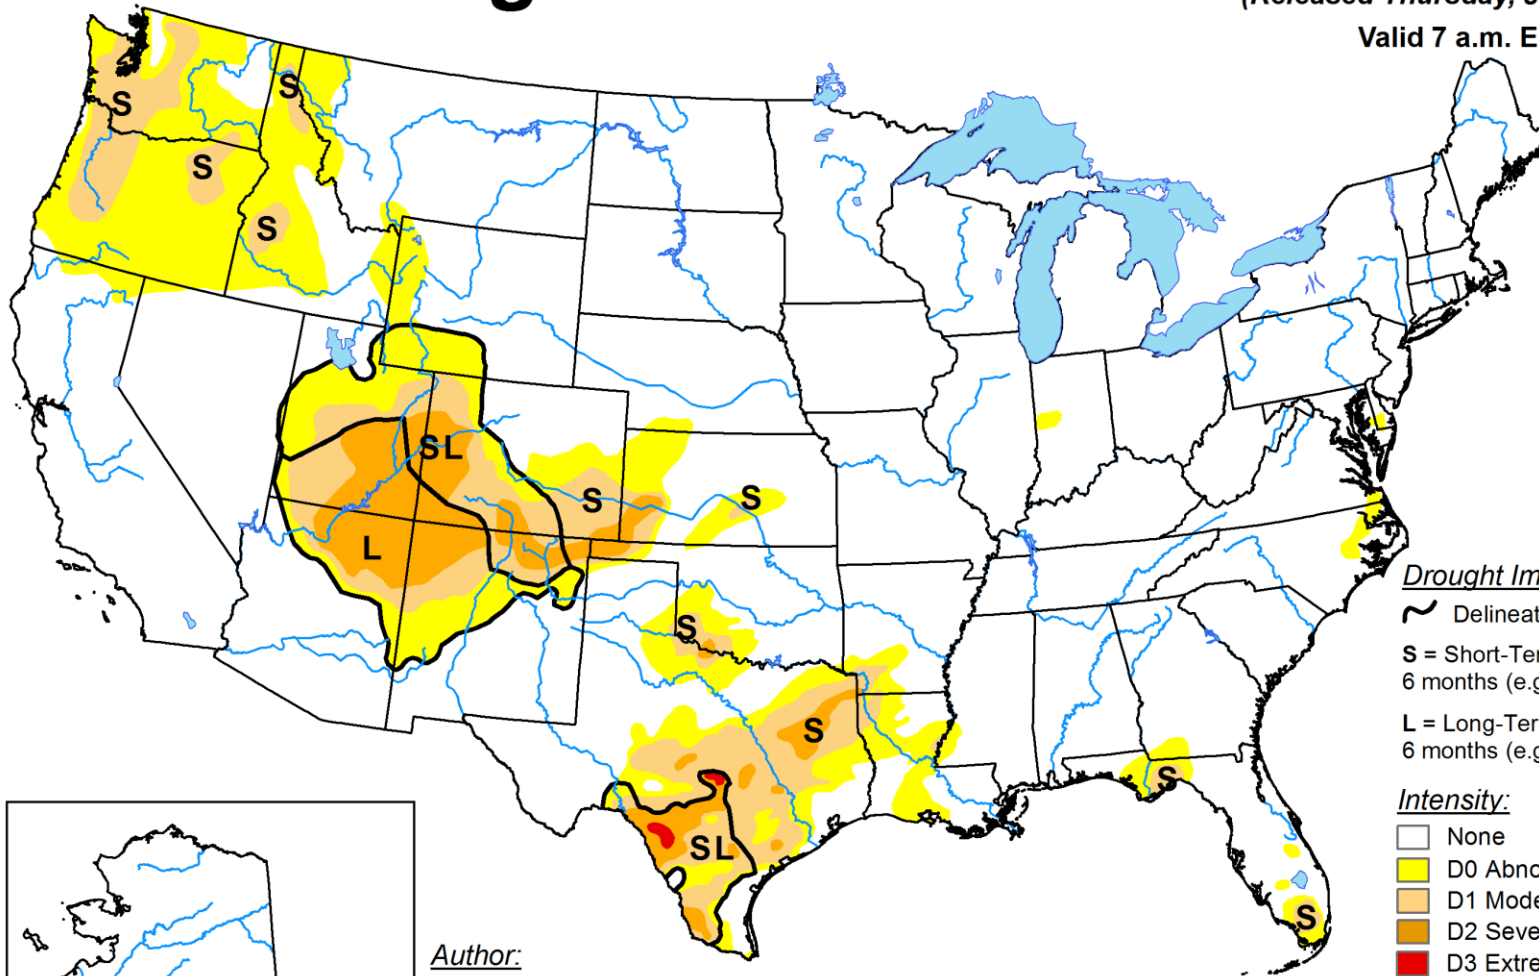 g
(Released Thursday, J
Valid 7 a.m. E
S
S
S
S
SL
S
S
L
S
S
SL
S
S
Drought Im
Delineat
S = Short-Ter
6 months (e.g
L = Long-Ter
6 months (e.g
Intensity:
None
D0 Abno
D1 Mode
D2 Seve
D3 Extre
Author: